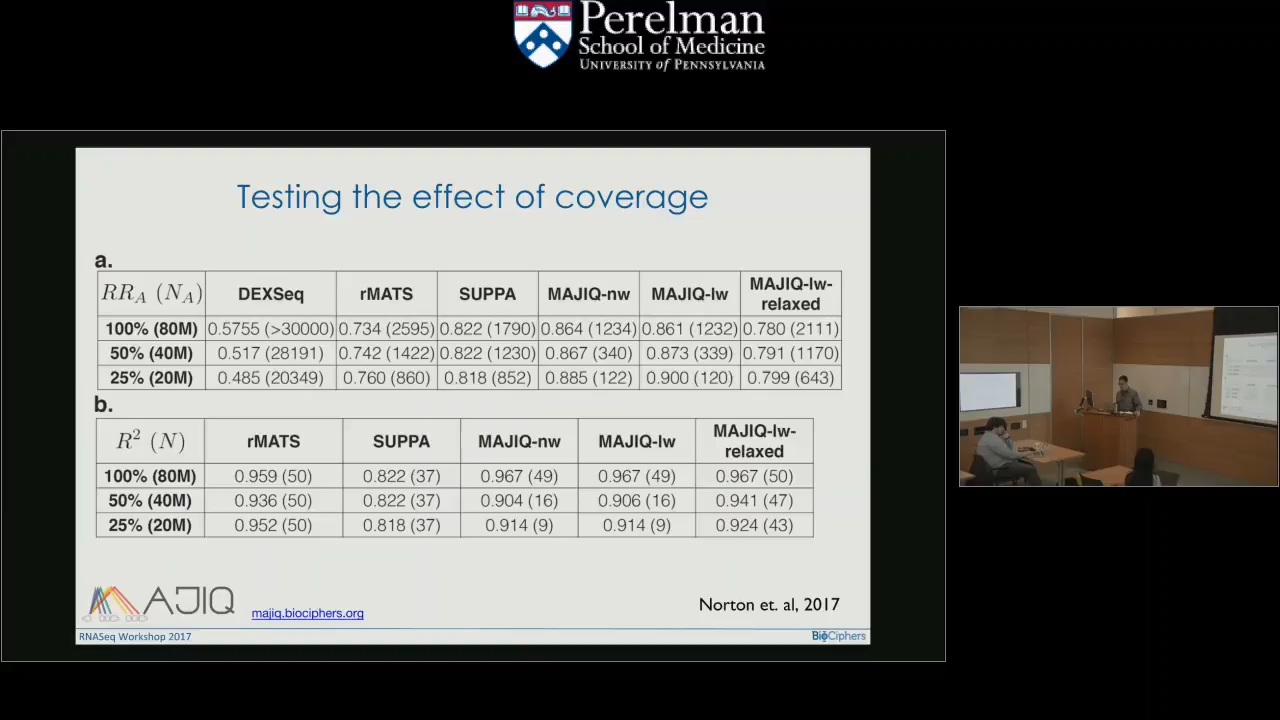 Perelman
School of Medicine
UNIVERSITY of PENNSYLVANIA
Testing the effect of coverage
a.
RR_A (N_A) DEXSeq rMATS SUPPA MAJIQ-nw MAJIQ-lw MAJIQ-lw-relaxed
100% (80M) 0.5755 (>30000) 0.734 (2595) 0.822 (1790) 0.864 (1234) 0.861 (1232) 0.780 (2111)
50% (40M) 0.517 (28191) 0.742 (1422) 0.822 (1230) 0.867 (340) 0.873 (339) 0.791 (1170)
25% (20M) 0.485 (20349) 0.760 (860) 0.818 (852) 0.885 (122) 0.900 (120) 0.799 (643)
b.
R² (N) rMATS SUPPA MAJIQ-nw MAJIQ-lw MAJIQ-lw-relaxed
100% (80M) 0.959 (50) 0.822 (37) 0.967 (49) 0.967 (49) 0.967 (50)
50% (40M) 0.936 (50) 0.822 (37) 0.904 (16) 0.906 (16) 0.941 (47)
25% (20M) 0.952 (50) 0.818 (37) 0.914 (9) 0.914 (9) 0.924 (43)
MAJIQ majiq.biociphers.org Norton et. al, 2017
RNASeq Workshop 2017 BioCiphers